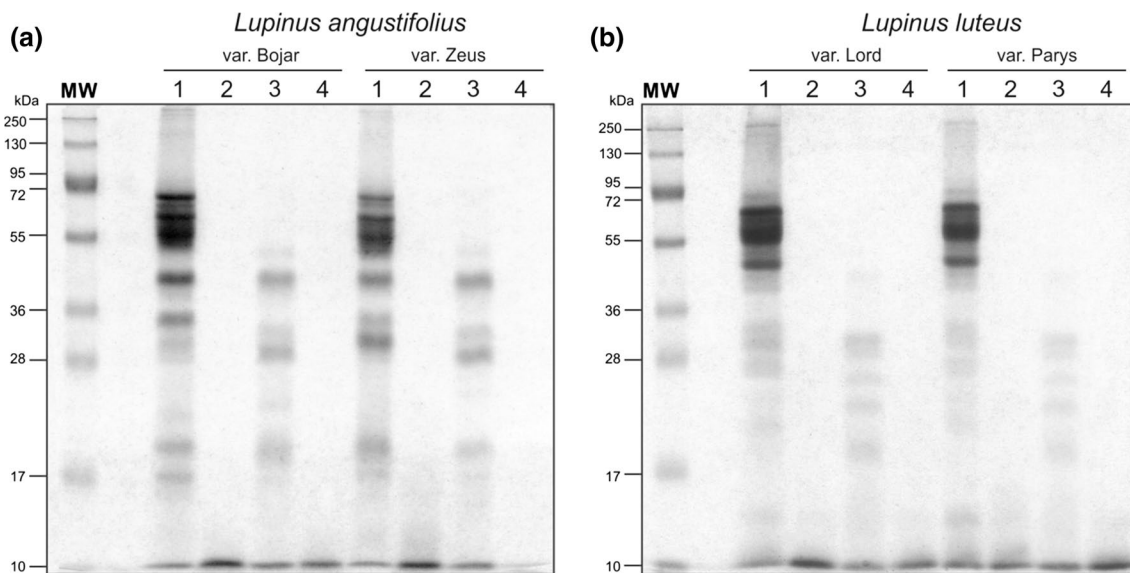 (a)
Lupinus angustifolius
var. Bojar
var. Zeus
MW 1 2 3 4 1 2 3 4
kDa
250
130
95
72
55
36
28
17
10
(b)
Lupinus luteus
var. Lord
var. Parys
MW 1 2 3 4 1 2 3 4
kDa
250
130
95
72
55
36
28
17
10